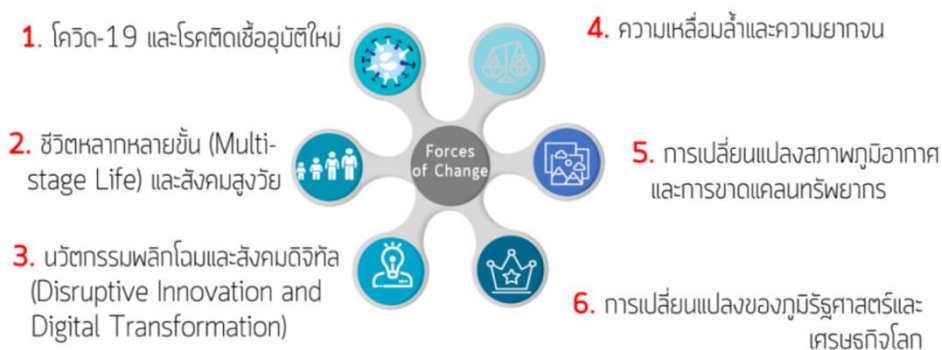 1. โควิด-19 และโรคติดเชื้ออุบัติใหม่
2. ชีวิตหลากหลายขั้น (Multi-
stage Life) และสังคมสูงวัย
3. นวัตกรรมพลิกโฉมและสังคมดิจิทัล
(Disruptive Innovation and
Digital Transformation)
Forces
of Change
4. ความเหลื่อมล้ำและความยากจน
5. การเปลี่ยนแปลงสภาพภูมิอากาศ
และการขาดแคลนทรัพยากร
6. การเปลี่ยนแปลงของภูมิรัฐศาสตร์และ
เศรษฐกิจโลก